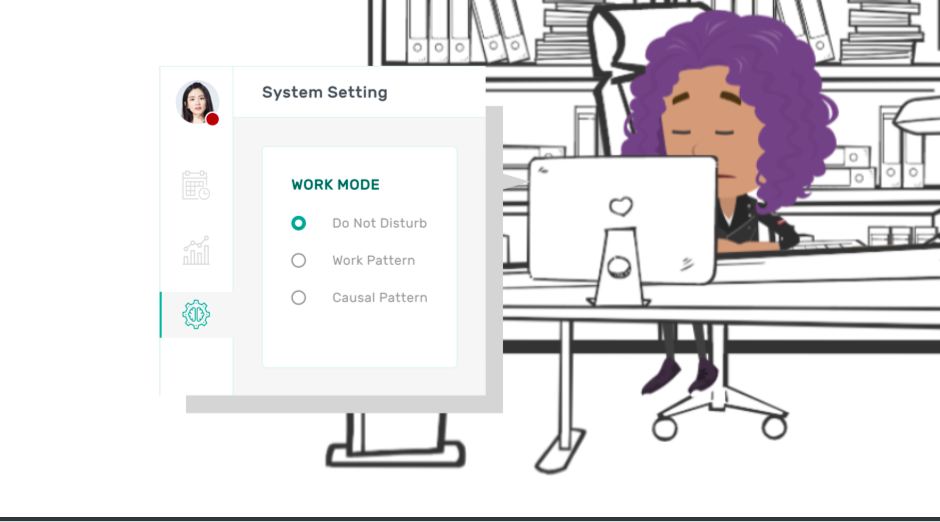 System Setting
WORK MODE
Do Not Disturb
Work Pattern
Causal Pattern